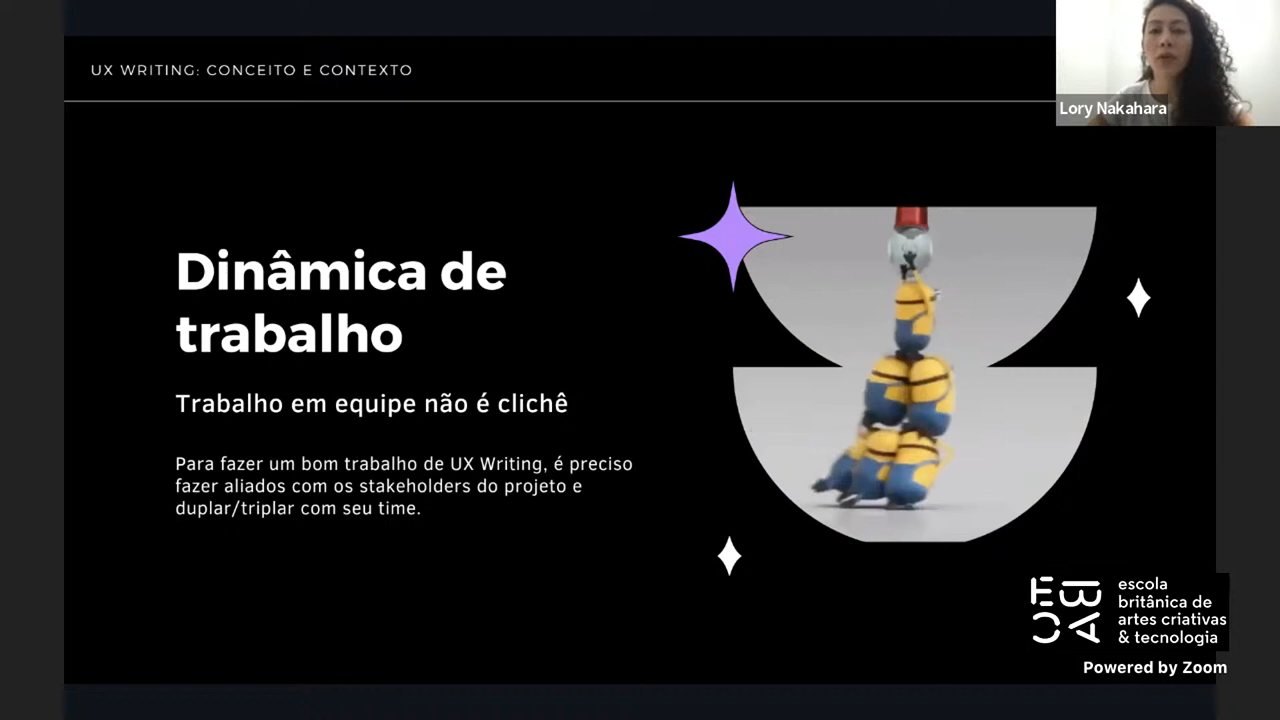 UX WRITING: CONCEITO E CONTEXTO
Lory Nakahara
Dinâmica de
trabalho
Trabalho em equipe não é clichê
Para fazer um bom trabalho de UX Writing, é preciso
fazer aliados com os stakeholders do projeto e
duplar/triplar com seu time.
EBAC
escola
britânica de
artes criativas
& tecnologia
Powered by Zoom